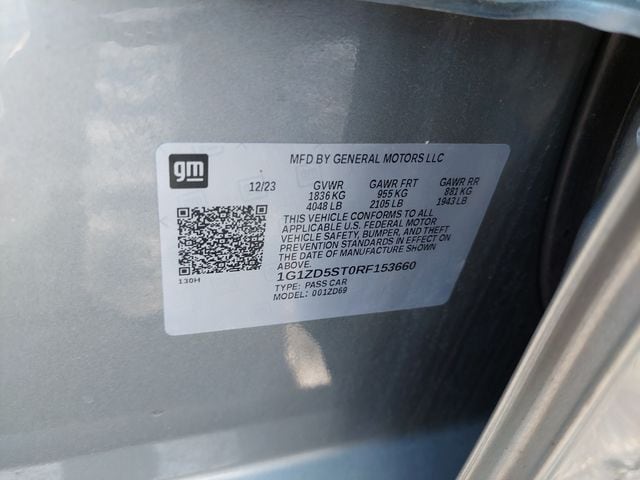 gm
MFD BY GENERAL MOTORS LLC
12/23 GVWR GAWR FRT GAWR RR
1836 KG 955 KG 881 KG
4048 LB 2105 LB 1943 LB
THIS VEHICLE CONFORMS TO ALL
APPLICABLE U.S. FEDERAL MOTOR
VEHICLE SAFETY, BUMPER, AND THEFT
PREVENTION STANDARDS IN EFFECT ON
THE DATE OF MANUFACTURE SHOWN
ABOVE.
1G1ZD5ST0RF153660
TYPE: PASS CAR
MODEL: 001ZD69
130H